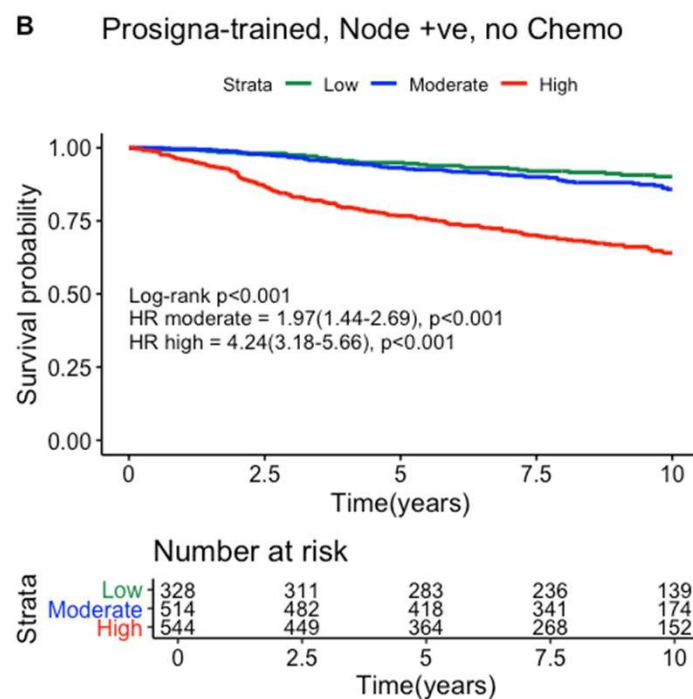 B Prosigna-trained, Node +ve, no Chemo
Strata Low Moderate High
1.00
0.75
0.50
0.25
0.00
Survival probability
Log-rank p<0.001
HR moderate = 1.97(1.44-2.69), p<0.001
HR high = 4.24(3.18-5.66), p<0.001
0 2.5 5 7.5 10
Time(years)
Number at risk
Strata
Low 328 311 283 236 139
Moderate 514 482 418 341 174
High 544 449 364 268 152
0 2.5 5 7.5 10
Time(years)